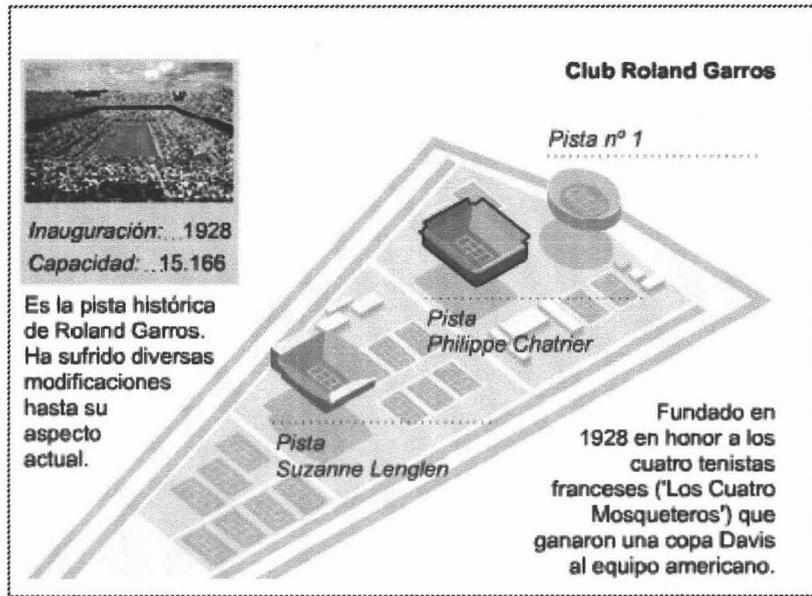 Club Roland Garros
Pista nº 1
Inauguración:...1928
Capacidad:...15.166
Es la pista histórica
de Roland Garros.
Ha sufrido diversas
modificaciones
hasta su
aspecto
actual.
Pista
Philippe Chatrier
Pista
Suzanne Lenglen
Fundado en
1928 en honor a los
cuatro tenistas
franceses ('Los Cuatro
Mosqueteros') que
ganaron una copa Davis
al equipo americano.